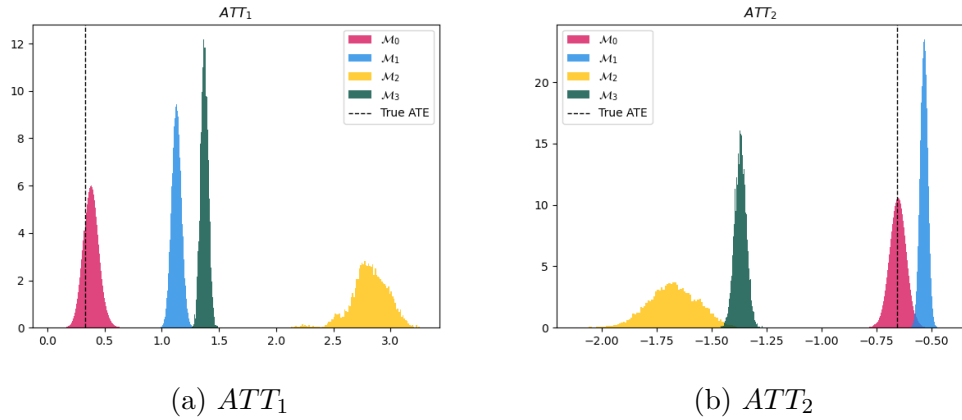 ATT₁
12
10
8
6
4
2
0
0.0 0.5 1.0 1.5 2.0 2.5 3.0
ℳ₀
ℳ₁
ℳ₂
ℳ₃
True ATE
(a) ATT₁
ATT₂
20
15
10
5
0
−2.00 −1.75 −1.50 −1.25 −1.00 −0.75 −0.50
ℳ₀
ℳ₁
ℳ₂
ℳ₃
True ATE
(b) ATT₂